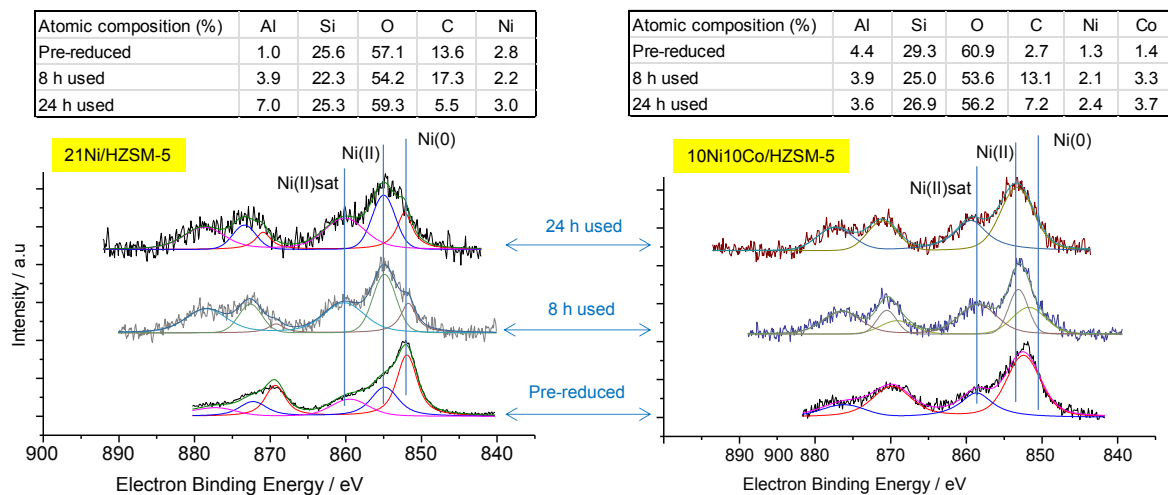 Atomic composition (%) Al Si O C Ni
Pre-reduced 1.0 25.6 57.1 13.6 2.8
8 h used 3.9 22.3 54.2 17.3 2.2
24 h used 7.0 25.3 59.3 5.5 3.0
Atomic composition (%) Al Si O C Ni Co
Pre-reduced 4.4 29.3 60.9 2.7 1.3 1.4
8 h used 3.9 25.0 53.6 13.1 2.1 3.3
24 h used 3.6 26.9 56.2 7.2 2.4 3.7
21Ni/HZSM-5
Ni(II)sat
Ni(II)
Ni(0)
10Ni10Co/HZSM-5
Ni(II)sat
Ni(II)
Ni(0)
24 h used
8 h used
Pre-reduced
Intensity / a.u
900 890 880 870 860 850 840
Electron Binding Energy / eV
890 900 880 870 860 850 840
Electron Binding Energy / eV